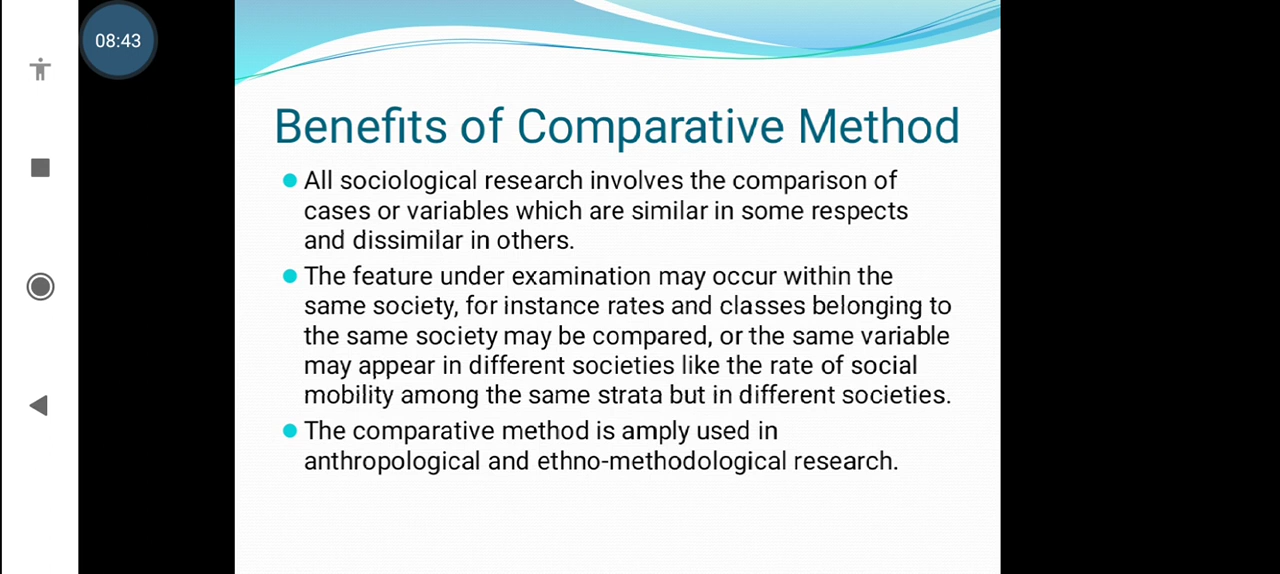 08:43
Benefits of Comparative Method
All sociological research involves the comparison of
cases or variables which are similar in some respects
and dissimilar in others.
The feature under examination may occur within the
same society, for instance rates and classes belonging to
the same society may be compared, or the same variable
may appear in different societies like the rate of social
mobility among the same strata but in different societies.
The comparative method is amply used in
anthropological and ethno-methodological research.